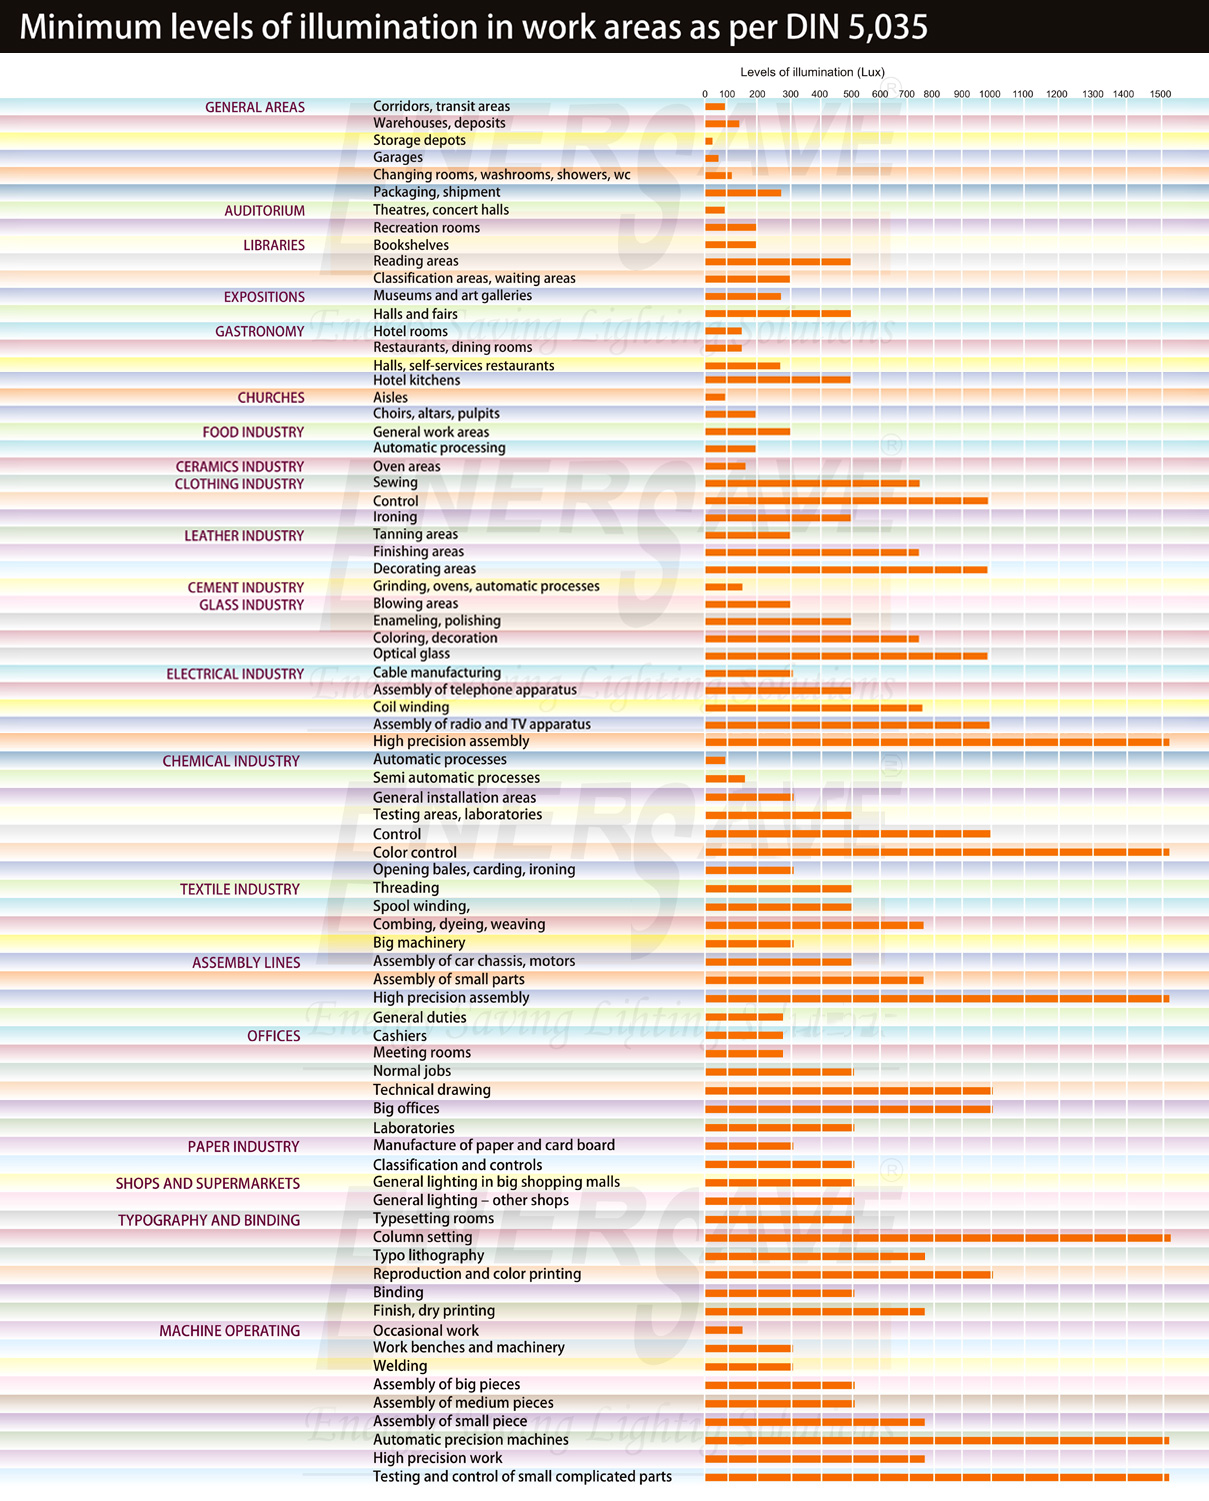 Minimum levels of illumination in work areas as per DIN 5,035
Levels of illumination (Lux)
0 100 200 300 400 500 600 700 800 900 1000 1100 1200 1300 1400 1500
GENERAL AREAS Corridors, transit areas
Warehouses, deposits
Storage depots
Garages
Changing rooms, washrooms, showers, wc
Packaging, shipment
AUDITORIUM Theatres, concert halls
Recreation rooms
LIBRARIES Bookshelves
Reading areas
Classification areas, waiting areas
EXPOSITIONS Museums and art galleries
Halls and fairs
GASTRONOMY Hotel rooms
Restaurants, dining rooms
Halls, self-services restaurants
Hotel kitchens
CHURCHES Aisles
Choirs, altars, pulpits
FOOD INDUSTRY General work areas
Automatic processing
CERAMICS INDUSTRY Oven areas
CLOTHING INDUSTRY Sewing
Control
Ironing
LEATHER INDUSTRY Tanning areas
Finishing areas
Decorating areas
CEMENT INDUSTRY Grinding, ovens, automatic processes
GLASS INDUSTRY Blowing areas
Enameling, polishing
Coloring, decoration
Optical glass
ELECTRICAL INDUSTRY Cable manufacturing
Assembly of telephone apparatus
Coil winding
Assembly of radio and TV apparatus
High precision assembly
CHEMICAL INDUSTRY Automatic processes
Semi automatic processes
General installation areas
Testing areas, laboratories
Control
Color control
Opening bales, carding, ironing
TEXTILE INDUSTRY Threading
Spool winding,
Combing, dyeing, weaving
Big machinery
ASSEMBLY LINES Assembly of car chassis, motors
Assembly of small parts
High precision assembly
General duties
OFFICES Cashiers
Meeting rooms
Normal jobs
Technical drawing
Big offices
Laboratories
PAPER INDUSTRY Manufacture of paper and card board
Classification and controls
SHOPS AND SUPERMARKETS General lighting in big shopping malls
General lighting – other shops
TYPOGRAPHY AND BINDING Typesetting rooms
Column setting
Typo lithography
Reproduction and color printing
Binding
Finish, dry printing
MACHINE OPERATING Occasional work
Work benches and machinery
Welding
Assembly of big pieces
Assembly of medium pieces
Assembly of small piece
Automatic precision machines
High precision work
Testing and control of small complicated parts
ENERSAVE ®
Energy Saving Lighting Solutions
ENERSAVE ®
Energy Saving Lighting Solutions
ENERSAVE
ENERSAVE ®